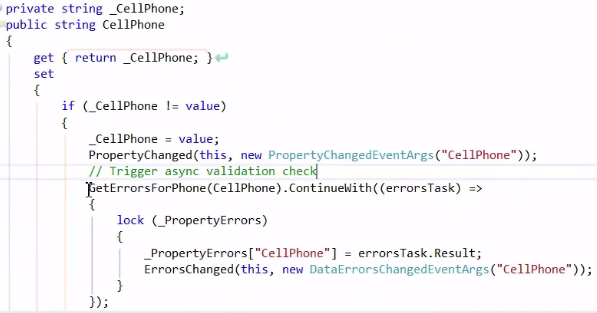 private string _CellPhone;
public string CellPhone
{
get { return _CellPhone; }
set
{
if (_CellPhone != value)
{
_CellPhone = value;
PropertyChanged(this, new PropertyChangedEventArgs("CellPhone"));
// Trigger async validation check
GetErrorsForPhone(CellPhone).ContinueWith((errorsTask) =>
{
lock (_PropertyErrors)
{
_PropertyErrors["CellPhone"] = errorsTask.Result;
ErrorsChanged(this, new DataErrorsChangedEventArgs("CellPhone"));
}
});